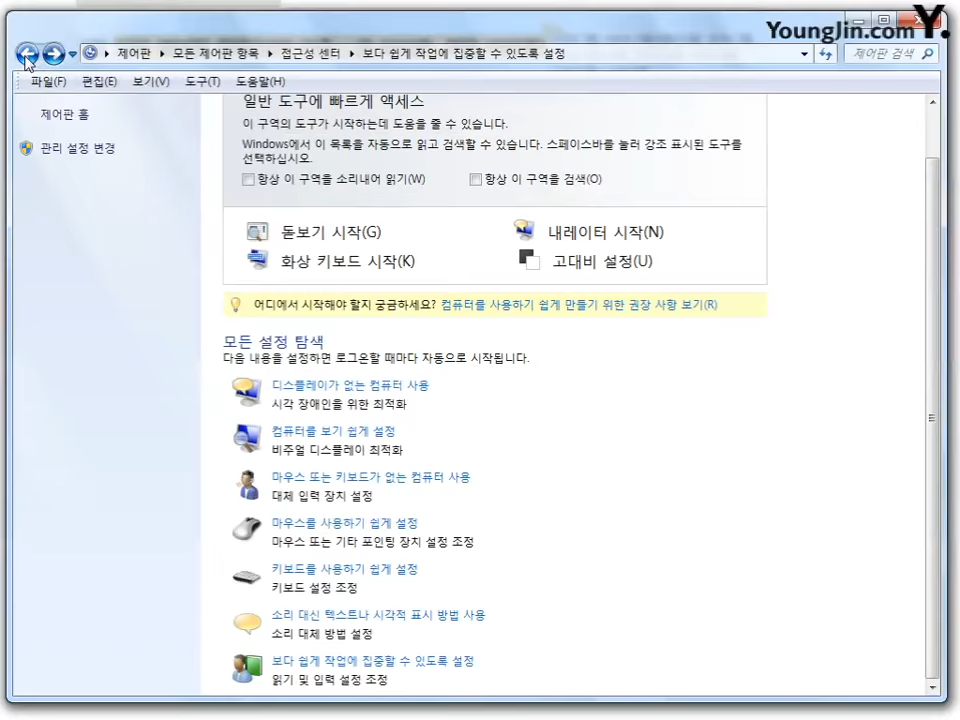 YoungJin.com Y.
제어판 ▸ 모든 제어판 항목 ▸ 접근성 센터 ▸ 보다 쉽게 작업에 집중할 수 있도록 설정
제어판 검색
파일(F) 편집(E) 보기(V) 도구(T) 도움말(H)
제어판 홈
관리 설정 변경
일반 도구에 빠르게 액세스
이 구역의 도구가 시작하는데 도움을 줄 수 있습니다.
Windows에서 이 목록을 자동으로 읽고 검색할 수 있습니다. 스페이스바를 눌러 강조 표시된 도구를
선택하십시오.
항상 이 구역을 소리내어 읽기(W) 항상 이 구역을 검색(O)
돋보기 시작(G) 내레이터 시작(N)
화상 키보드 시작(K) 고대비 설정(U)
어디에서 시작해야 할지 궁금하세요? 컴퓨터를 사용하기 쉽게 만들기 위한 권장 사항 보기(R)
모든 설정 탐색
다음 내용을 설정하면 로그온할 때마다 자동으로 시작됩니다.
디스플레이가 없는 컴퓨터 사용
시각 장애인을 위한 최적화
컴퓨터를 보기 쉽게 설정
비주얼 디스플레이 최적화
마우스 또는 키보드가 없는 컴퓨터 사용
대체 입력 장치 설정
마우스를 사용하기 쉽게 설정
마우스 또는 기타 포인팅 장치 설정 조정
키보드를 사용하기 쉽게 설정
키보드 설정 조정
소리 대신 텍스트나 시각적 표시 방법 사용
소리 대체 방법 설정
보다 쉽게 작업에 집중할 수 있도록 설정
읽기 및 입력 설정 조정